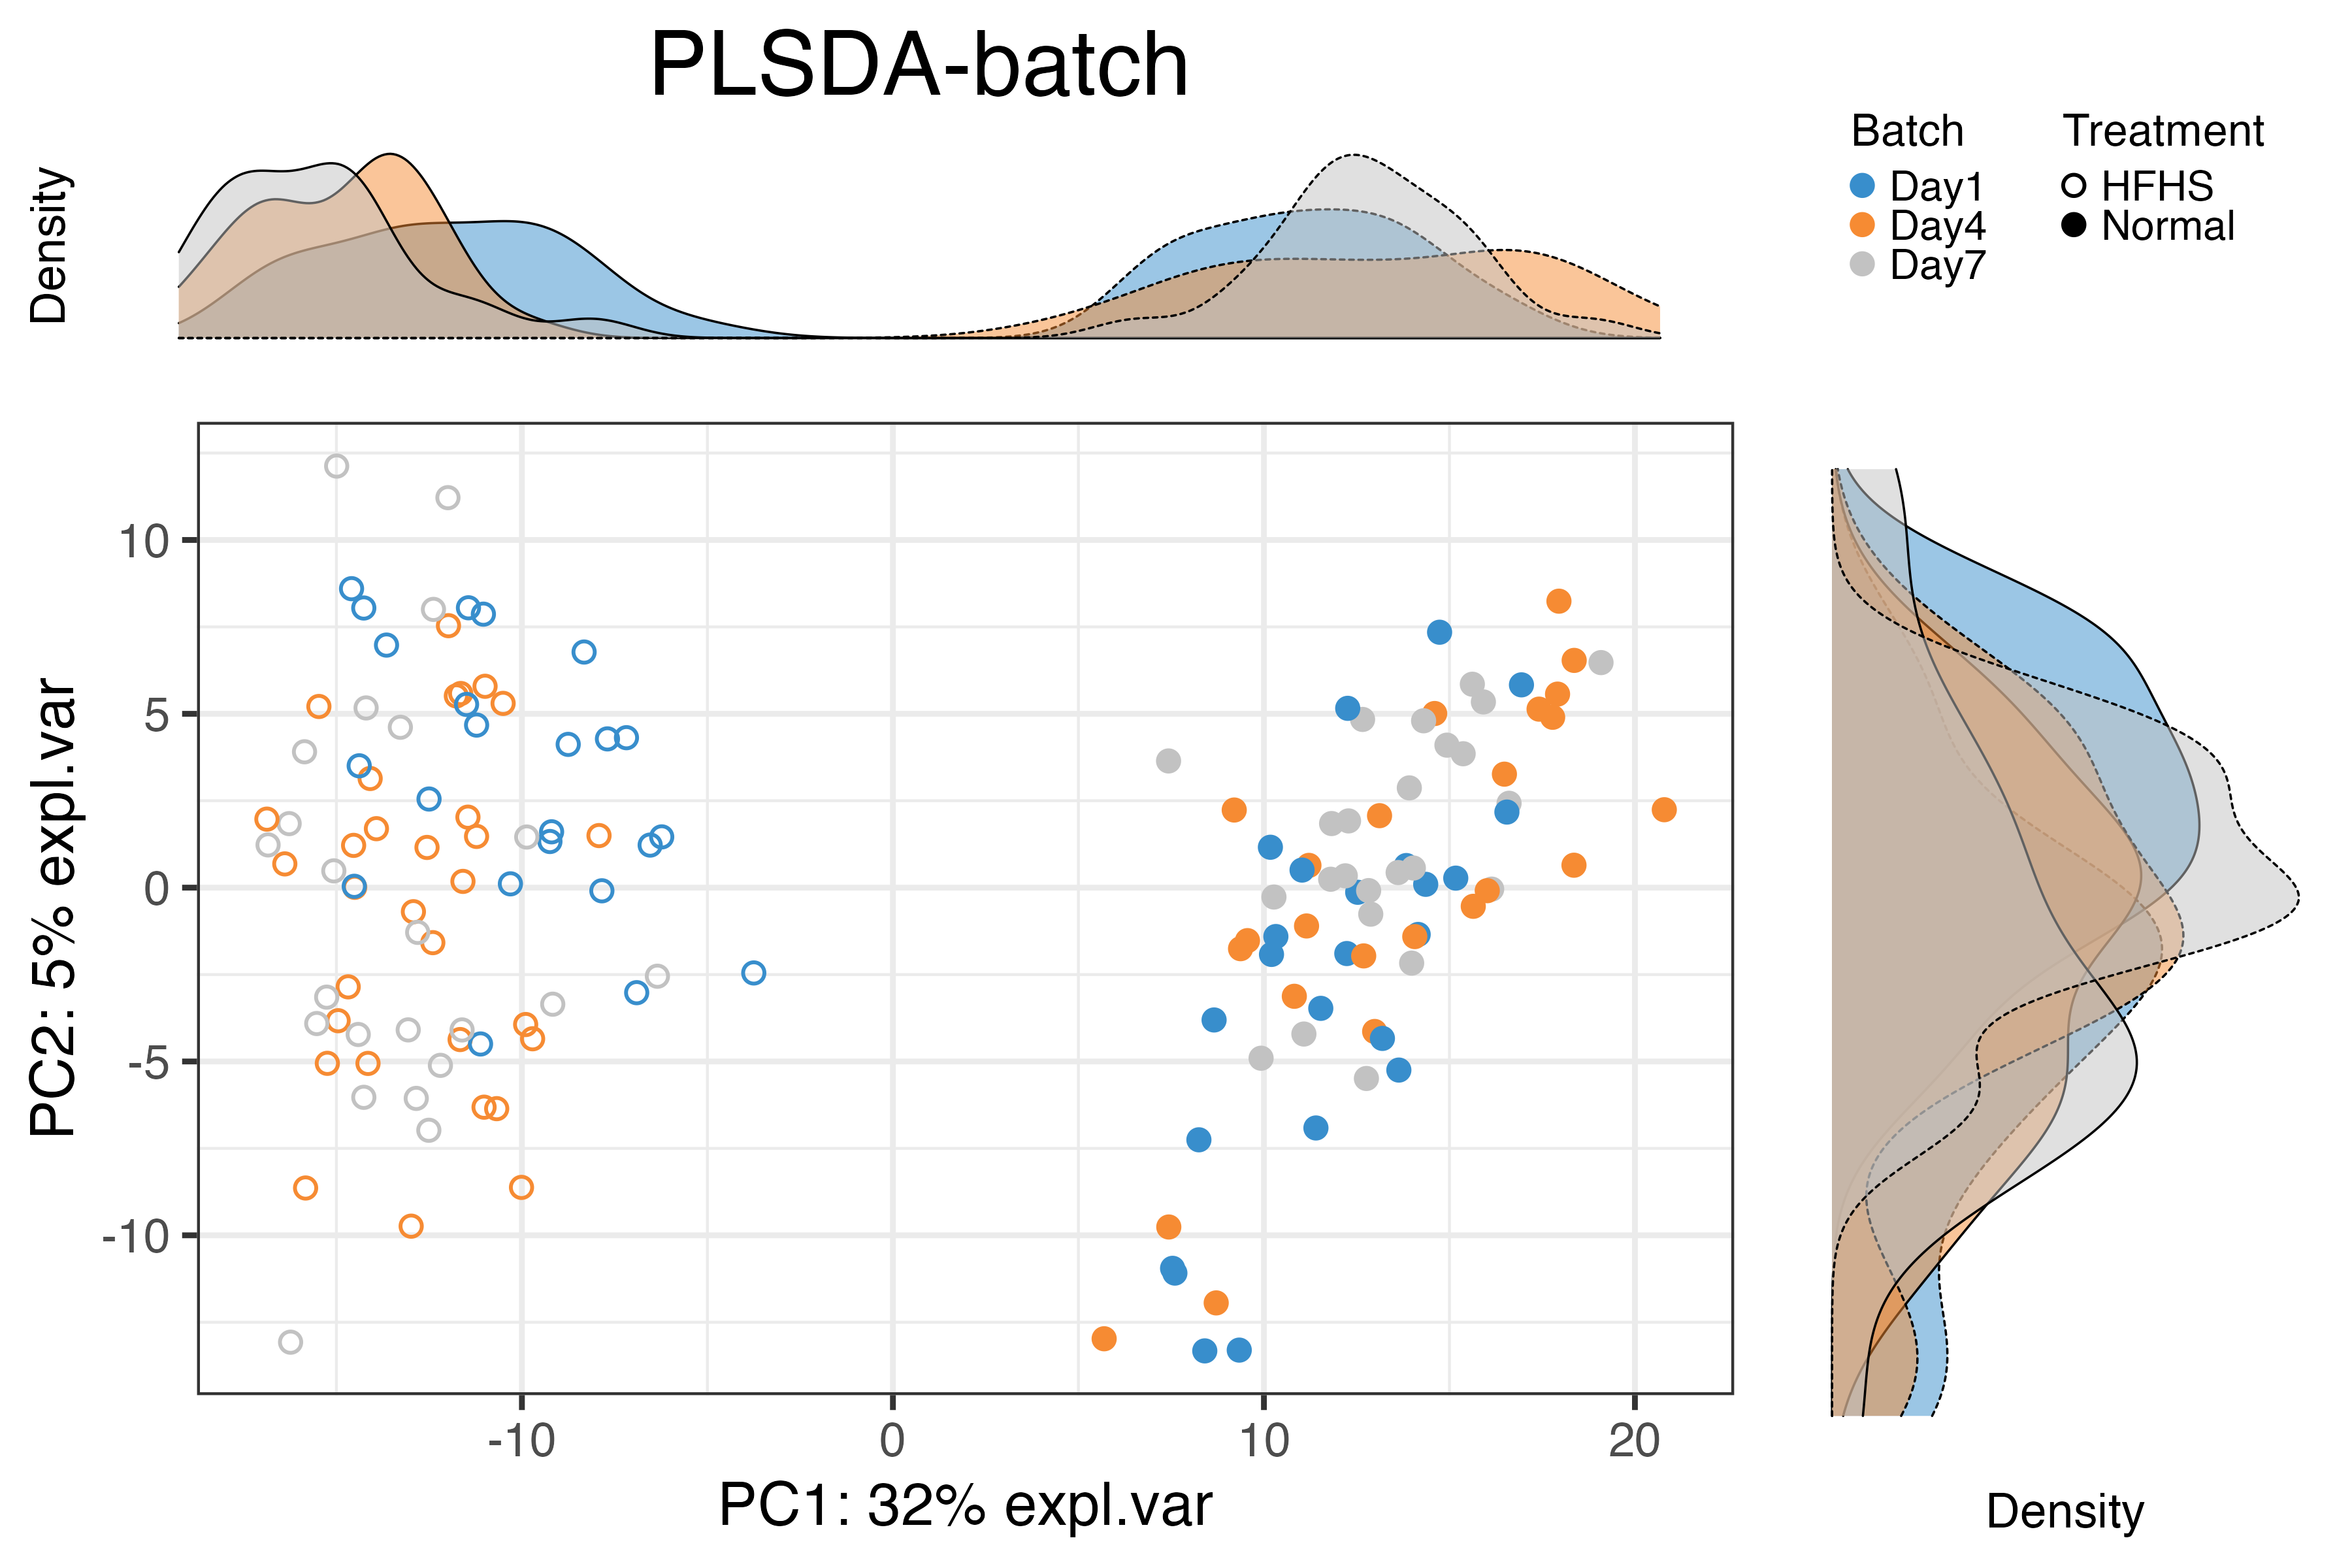 PLSDA-batch
Density
Batch
Day1
Day4
Day7
Treatment
HFHS
Normal
PC2: 5% expl.var
10
5
0
-5
-10
-10
0
10
20
PC1: 32% expl.var
Density